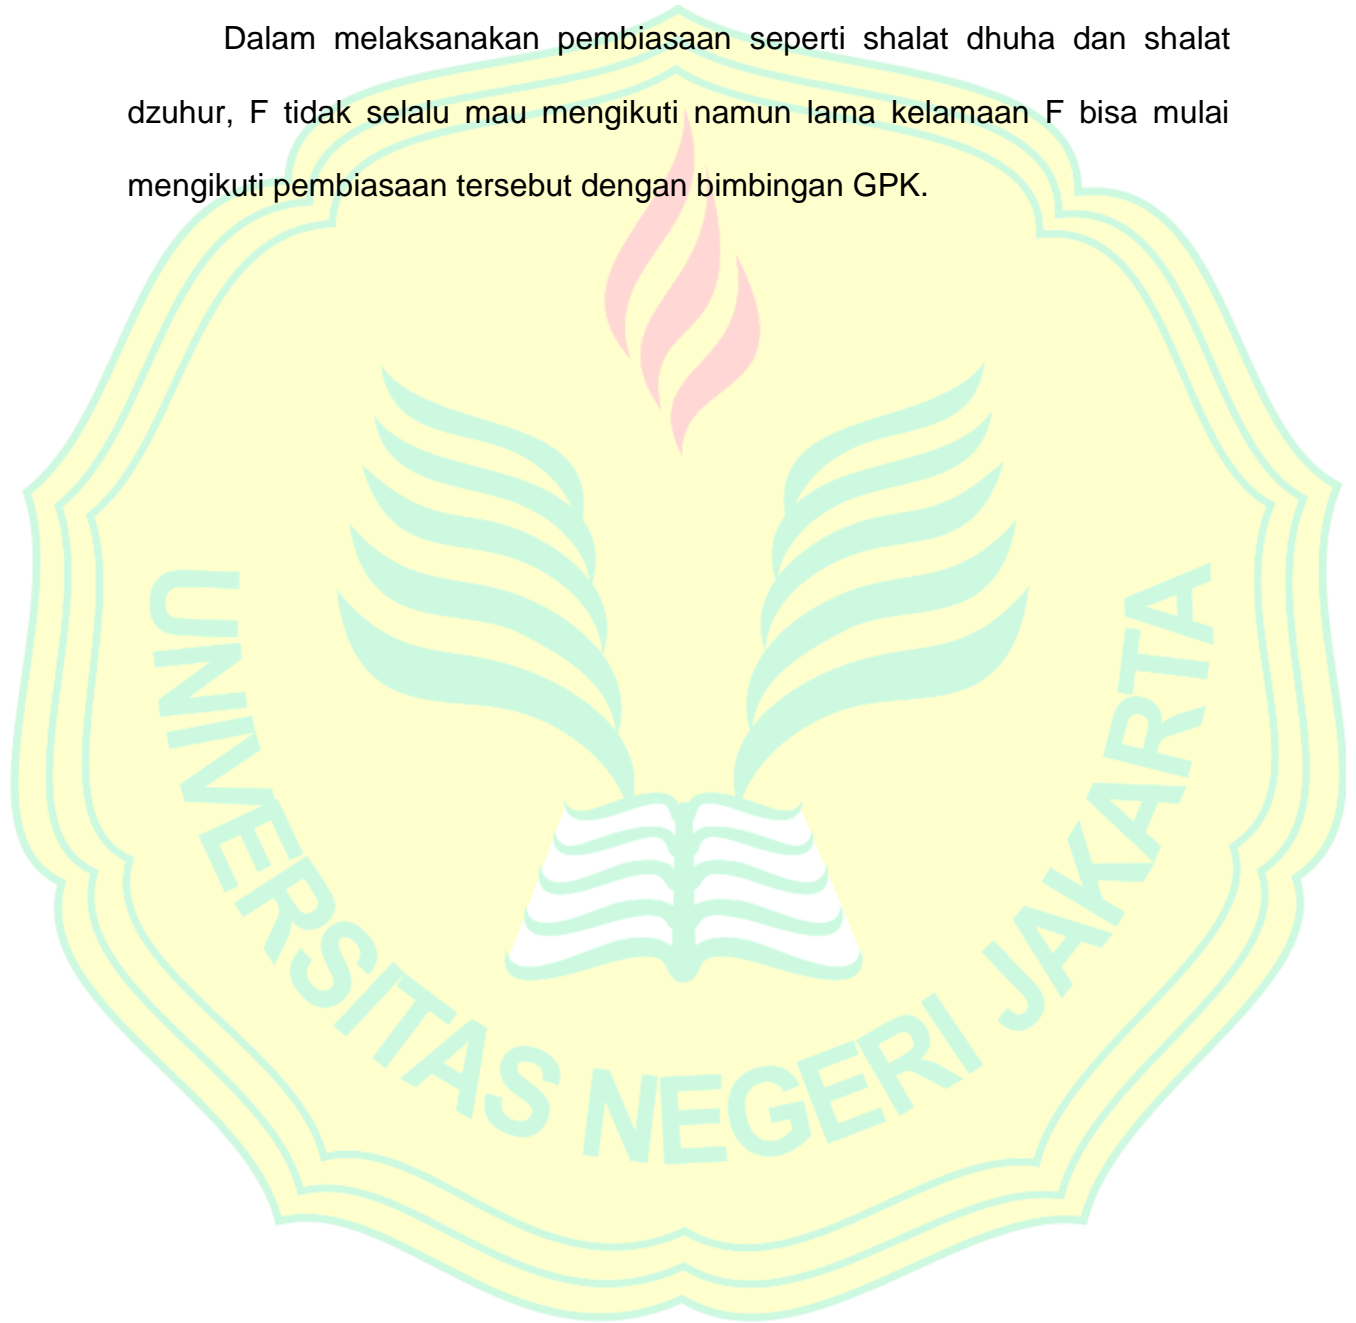 Dalam melaksanakan pembiasaan seperti shalat dhuha dan shalat
dzuhur, F tidak selalu mau mengikuti namun lama kelamaan F bisa mulai
mengikuti pembiasaan tersebut dengan bimbingan GPK.
UNIVERSITAS NEGERI JAKARTA